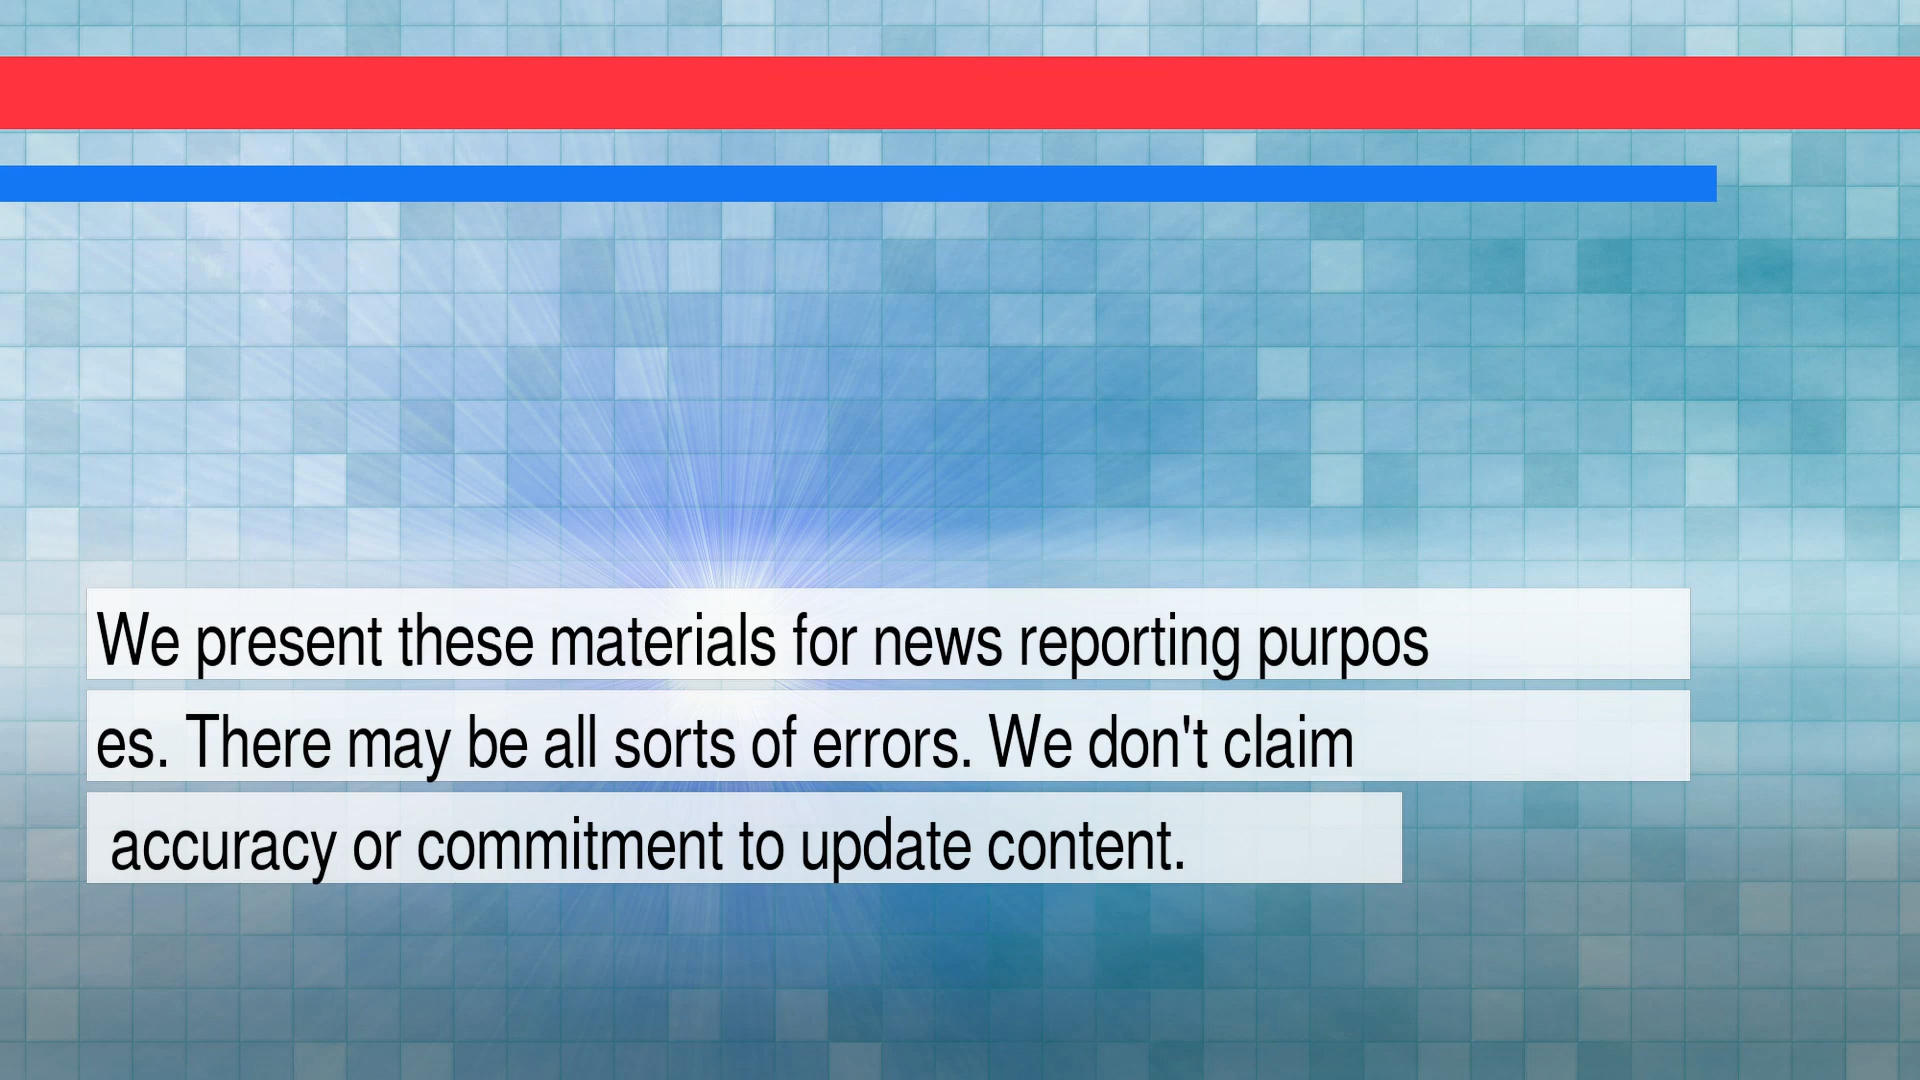 We present these materials for news reporting purpos
es. There may be all sorts of errors. We don't claim
accuracy or commitment to update content.